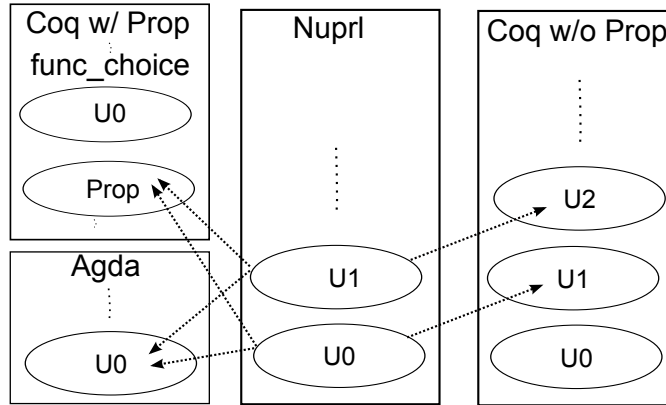 Coq w/ Prop
func_choice
U0
Prop
Agda
U0
Nuprl
U1
U0
Coq w/o Prop
U2
U1
U0